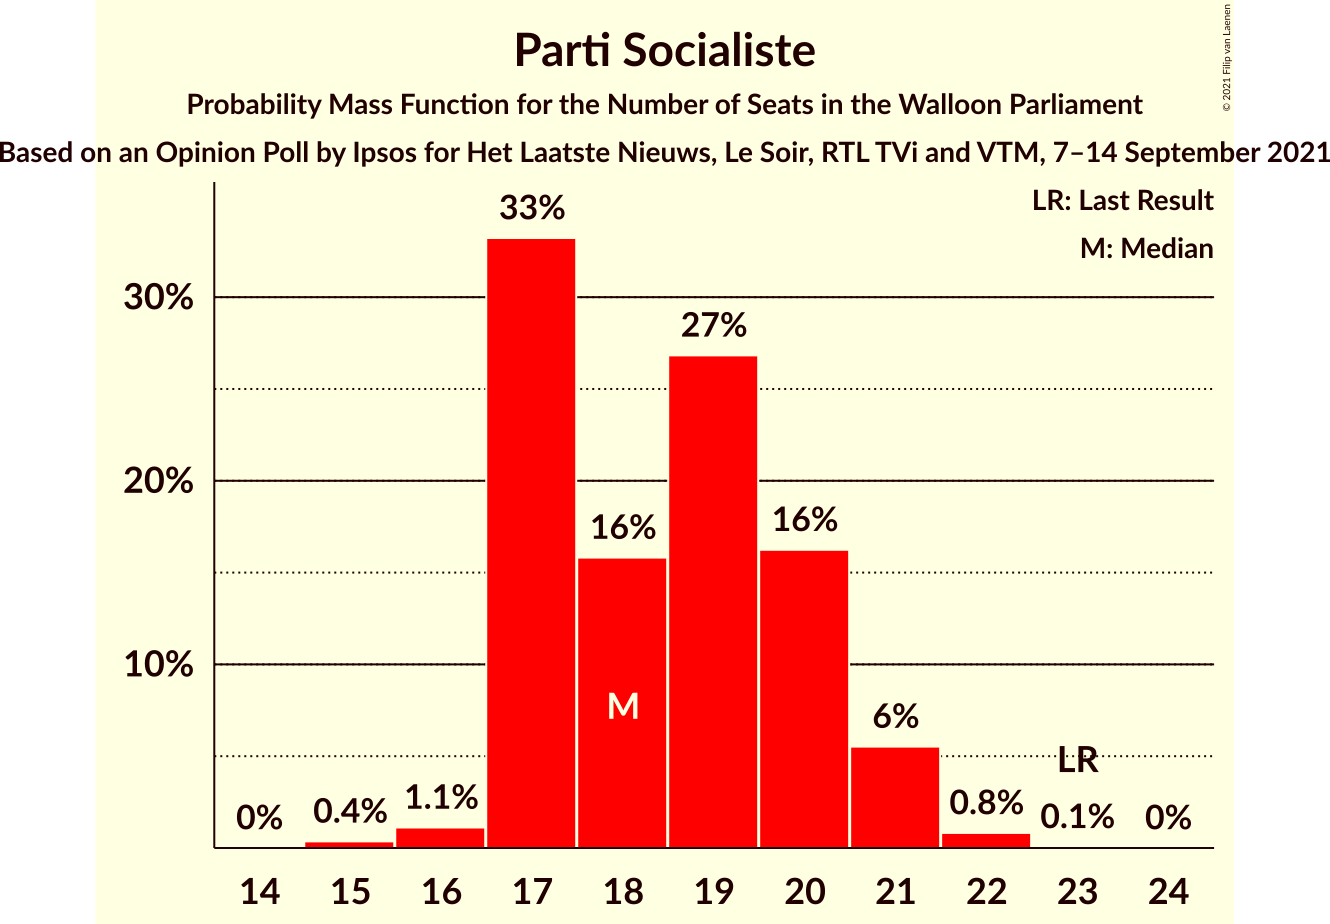 © 2021 Filip van Laenen
Parti Socialiste
Probability Mass Function for the Number of Seats in the Walloon Parliament
Based on an Opinion Poll by Ipsos for Het Laatste Nieuws, Le Soir, RTL TVi and VTM, 7–14 September 2021
LR: Last Result
M: Median
30%
20%
10%
0%
0.4%
1.1%
33%
16%
M
27%
16%
6%
0.8%
LR
0.1%
0%
14 15 16 17 18 19 20 21 22 23 24